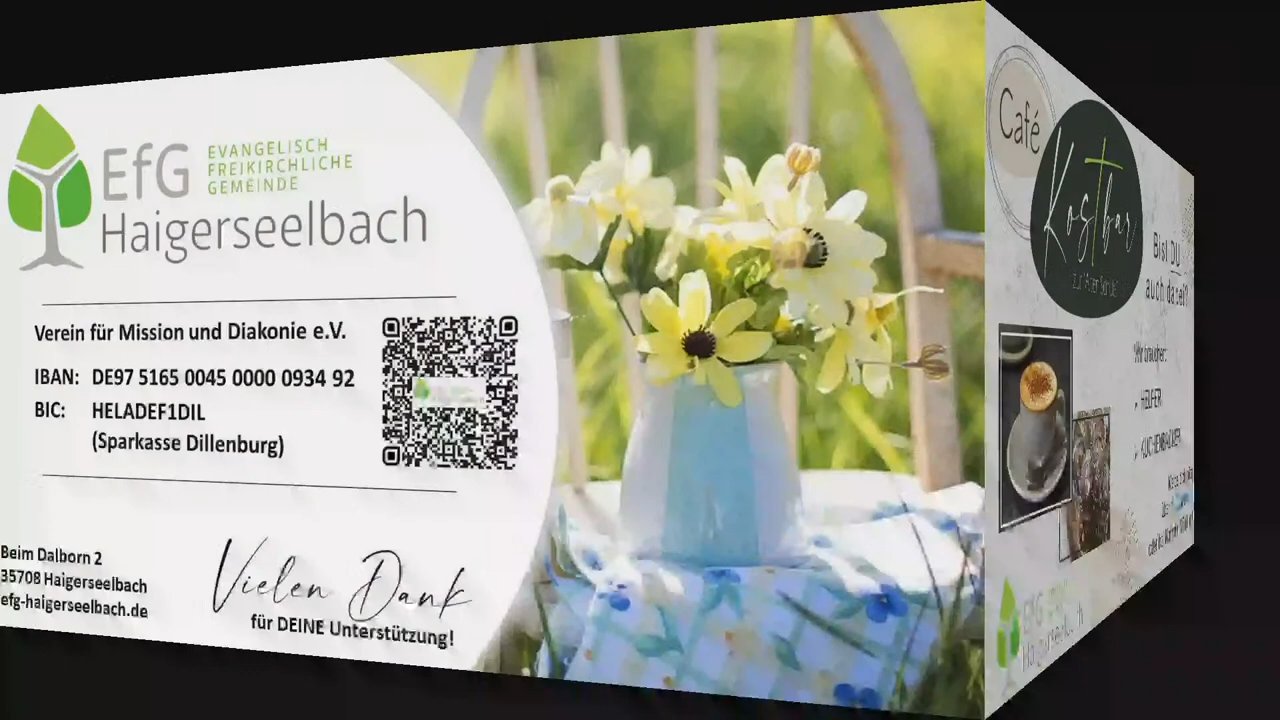 EfG
EVANGELISCH
FREIKIRCHLICHE
GEMEINDE
Haigerseelbach
Verein für Mission und Diakonie e.V.
IBAN: DE97 5165 0045 0000 0934 92
BIC: HELADEF1DIL
(Sparkasse Dillenburg)
Beim Dalborn 2
35708 Haigerseelbach
efg-haigerseelbach.de
Vielen Dank
für DEINE Unterstützung!
Café
Kostbar
Bist DU
auch dabei?
Wir brauchen:
HELFER
KUCHENBÄCKER
EfG
Haigerseelbach